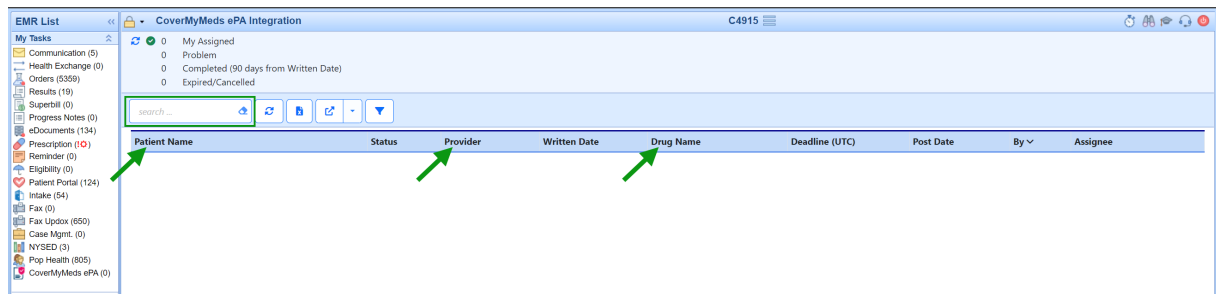 EMR List «
My Tasks
Communication (5)
Health Exchange (0)
Orders (5359)
Results (19)
Superbill (0)
Progress Notes (0)
eDocuments (134)
Prescription (!)
Reminder (0)
Eligibility (0)
Patient Portal (124)
Intake (54)
Fax (0)
Fax Updox (650)
Case Mgmt. (0)
NYSED (3)
Pop Health (805)
CoverMyMeds ePA (0)
CoverMyMeds ePA Integration C4915
0 My Assigned
0 Problem
0 Completed (90 days from Written Date)
0 Expired/Cancelled
search ...
Patient Name Status Provider Written Date Drug Name Deadline (UTC) Post Date By Assignee